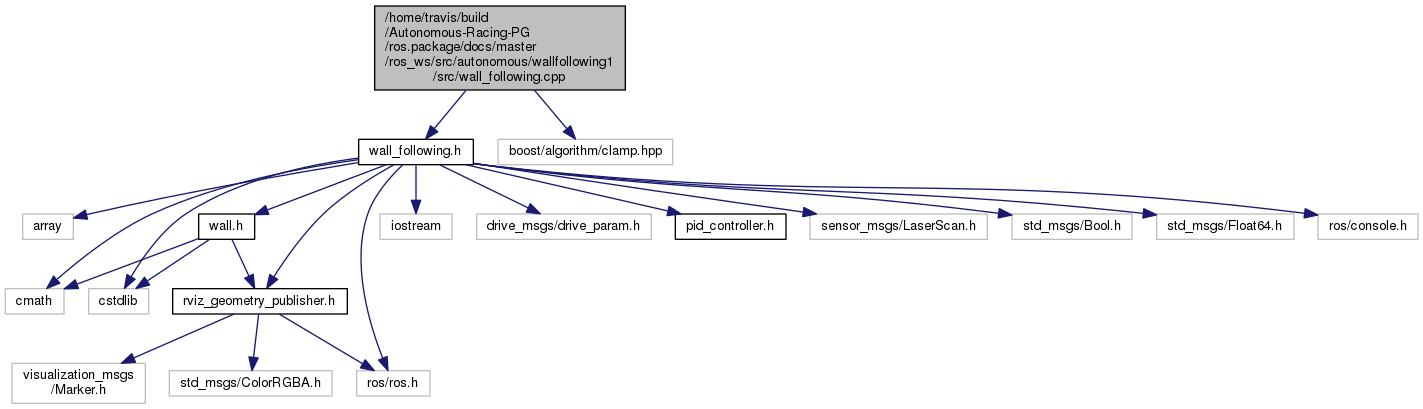 /home/travis/build
/Autonomous-Racing-PG
/ros.package/docs/master
/ros_ws/src/autonomous/wallfollowing1
/src/wall_following.cpp
wall_following.h
boost/algorithm/clamp.hpp
array
wall.h
iostream
drive_msgs/drive_param.h
pid_controller.h
sensor_msgs/LaserScan.h
std_msgs/Bool.h
std_msgs/Float64.h
ros/console.h
cmath
cstdlib
rviz_geometry_publisher.h
visualization_msgs
/Marker.h
std_msgs/ColorRGBA.h
ros/ros.h